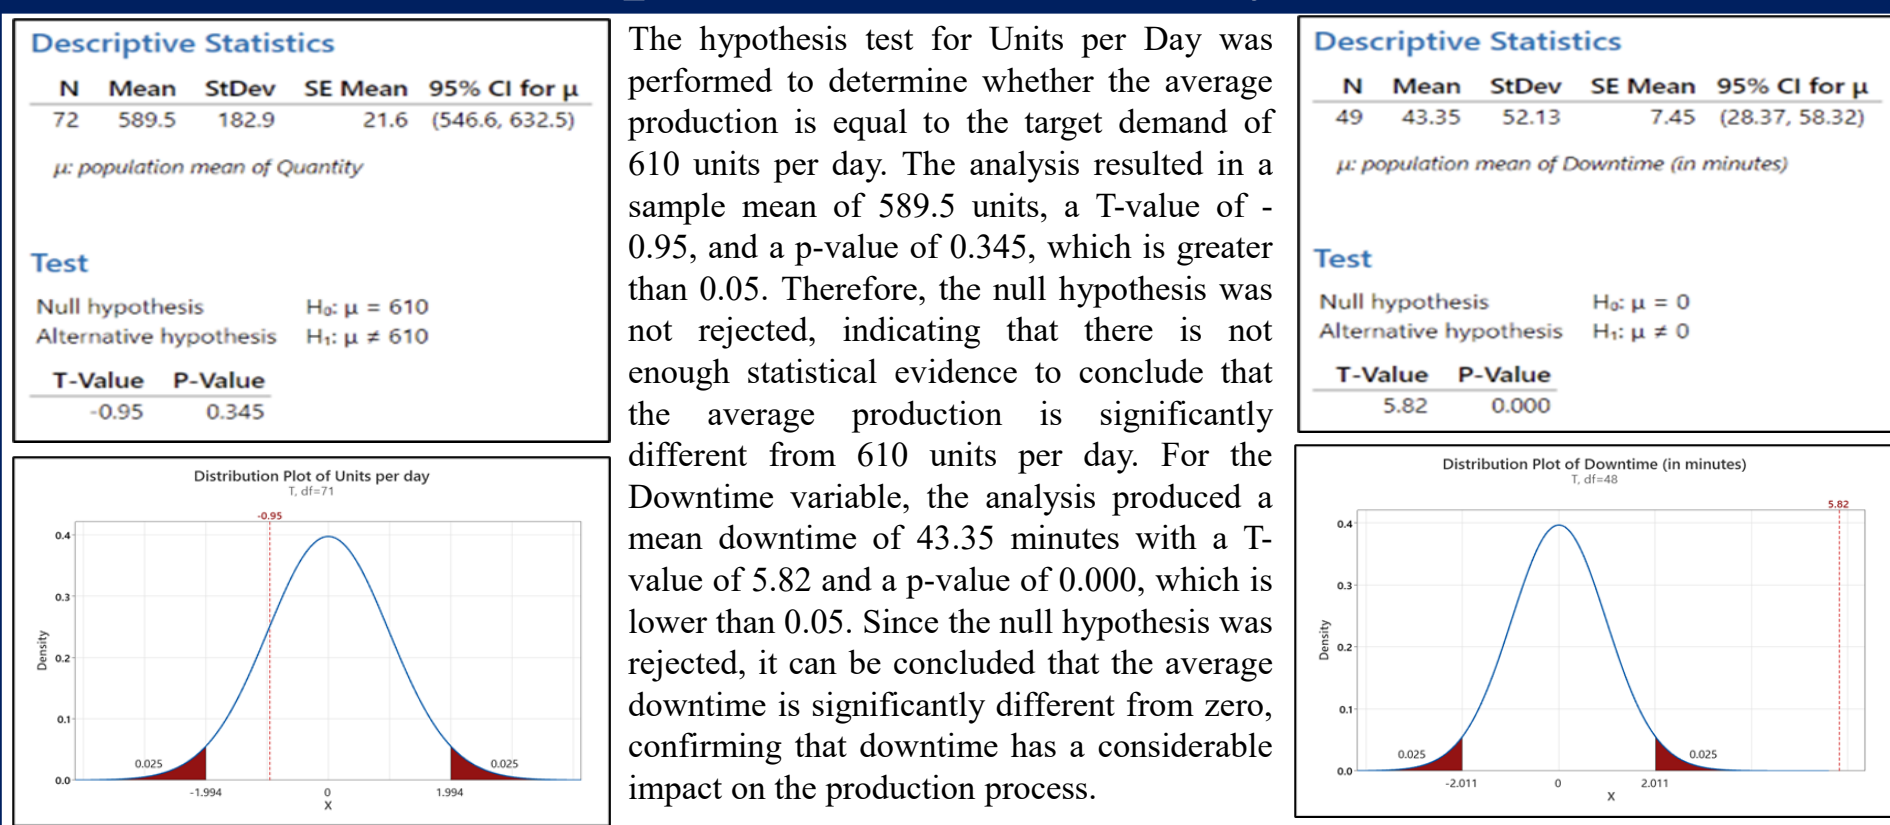 Descriptive Statistics
N Mean StDev SE Mean 95% CI for μ
72 589.5 182.9 21.6 (546.6, 632.5)
μ: population mean of Quantity
Test
Null hypothesis H₀: μ = 610
Alternative hypothesis H₁: μ ≠ 610
T-Value P-Value
-0.95 0.345
Distribution Plot of Units per day
T, df=71
-0.95
0.4
0.3
0.2
0.1
0.0
Density
0.025
0.025
-1.994 0 1.994
X
The hypothesis test for Units per Day was
performed to determine whether the average
production is equal to the target demand of
610 units per day. The analysis resulted in a
sample mean of 589.5 units, a T-value of -
0.95, and a p-value of 0.345, which is greater
than 0.05. Therefore, the null hypothesis was
not rejected, indicating that there is not
enough statistical evidence to conclude that
the average production is significantly
different from 610 units per day. For the
Downtime variable, the analysis produced a
mean downtime of 43.35 minutes with a T-
value of 5.82 and a p-value of 0.000, which is
lower than 0.05. Since the null hypothesis was
rejected, it can be concluded that the average
downtime is significantly different from zero,
confirming that downtime has a considerable
impact on the production process.
Descriptive Statistics
N Mean StDev SE Mean 95% CI for μ
49 43.35 52.13 7.45 (28.37, 58.32)
μ: population mean of Downtime (in minutes)
Test
Null hypothesis H₀: μ = 0
Alternative hypothesis H₁: μ ≠ 0
T-Value P-Value
5.82 0.000
Distribution Plot of Downtime (in minutes)
T, df=48
5.82
0.4
0.3
0.2
0.1
0.0
Density
0.025
0.025
-2.011 0 2.011
X